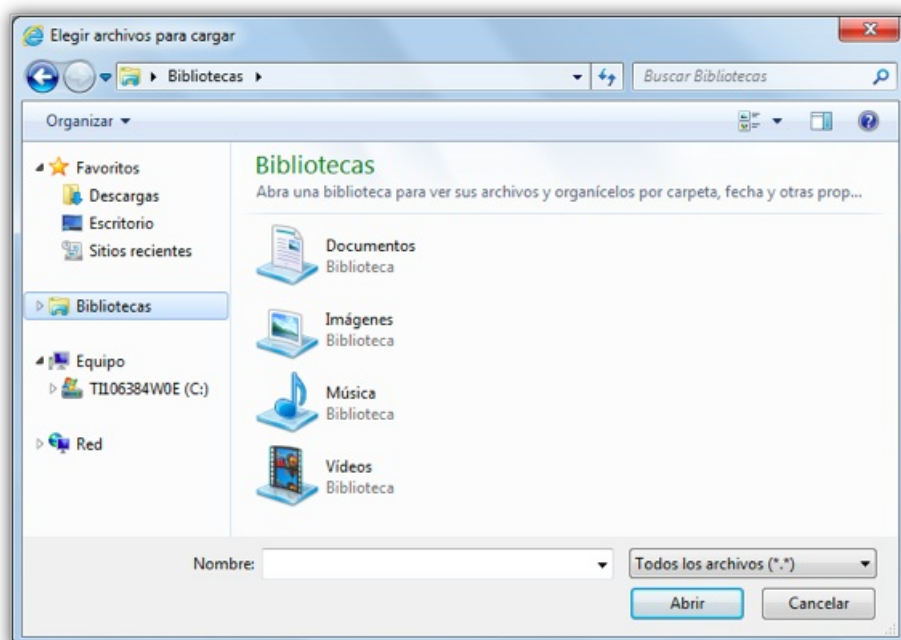 Elegir archivos para cargar
Bibliotecas
Buscar Bibliotecas
Organizar
Favoritos
Descargas
Escritorio
Sitios recientes
Bibliotecas
Equipo
TI106384W0E (C:)
Red
Bibliotecas
Abra una biblioteca para ver sus archivos y organícelos por carpeta, fecha y otras prop...
Documentos
Biblioteca
Imágenes
Biblioteca
Música
Biblioteca
Vídeos
Biblioteca
Nombre:
Todos los archivos (*.*)
Abrir
Cancelar